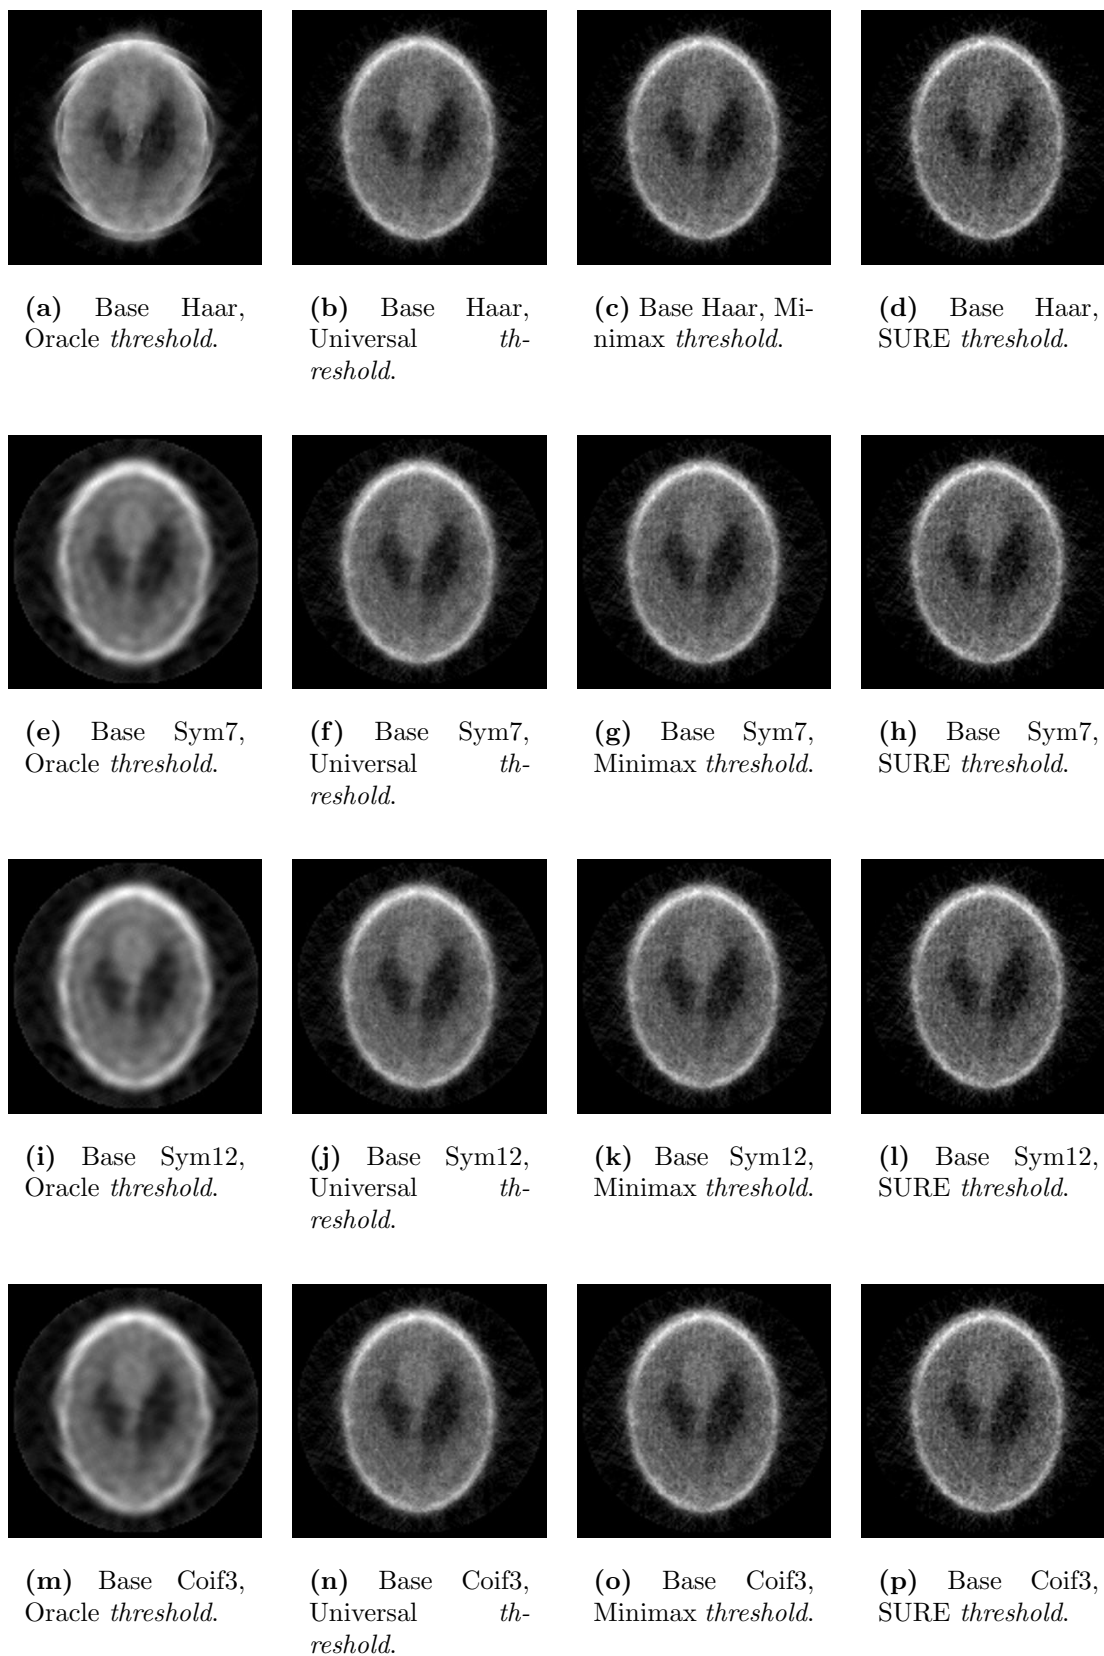 (a) Base Haar,
Oracle threshold.
(b) Base Haar,
Universal th-
reshold.
(c) Base Haar, Mi-
nimax threshold.
(d) Base Haar,
SURE threshold.
(e) Base Sym7,
Oracle threshold.
(f) Base Sym7,
Universal th-
reshold.
(g) Base Sym7,
Minimax threshold.
(h) Base Sym7,
SURE threshold.
(i) Base Sym12,
Oracle threshold.
(j) Base Sym12,
Universal th-
reshold.
(k) Base Sym12,
Minimax threshold.
(l) Base Sym12,
SURE threshold.
(m) Base Coif3,
Oracle threshold.
(n) Base Coif3,
Universal th-
reshold.
(o) Base Coif3,
Minimax threshold.
(p) Base Coif3,
SURE threshold.